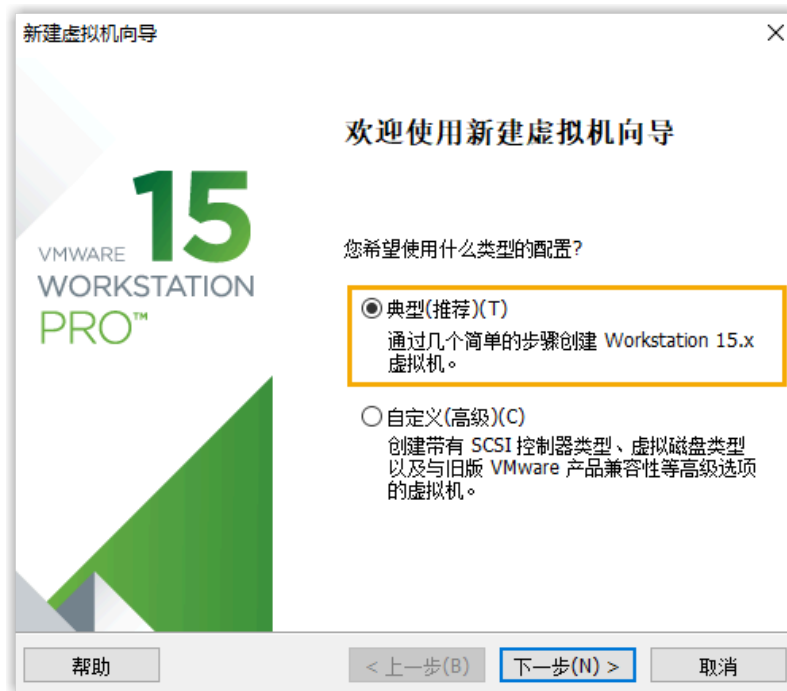 新建虚拟机向导
欢迎使用新建虚拟机向导
15
VMWARE
WORKSTATION
PRO™
您希望使用什么类型的配置?
典型(推荐)(T)
通过几个简单的步骤创建 Workstation 15.x
虚拟机。
自定义(高级)(C)
创建带有 SCSI 控制器类型、虚拟磁盘类型
以及与旧版 VMware 产品兼容性等高级选项
的虚拟机。
帮助 < 上一步(B) 下一步(N) > 取消